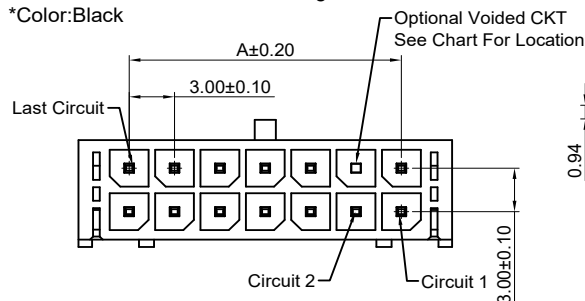 *Color:Black
Optional Voided CKT
See Chart For Location
A±0.20
3.00±0.10
Last Circuit
0.94
Circuit 2
Circuit 1
3.00±0.10